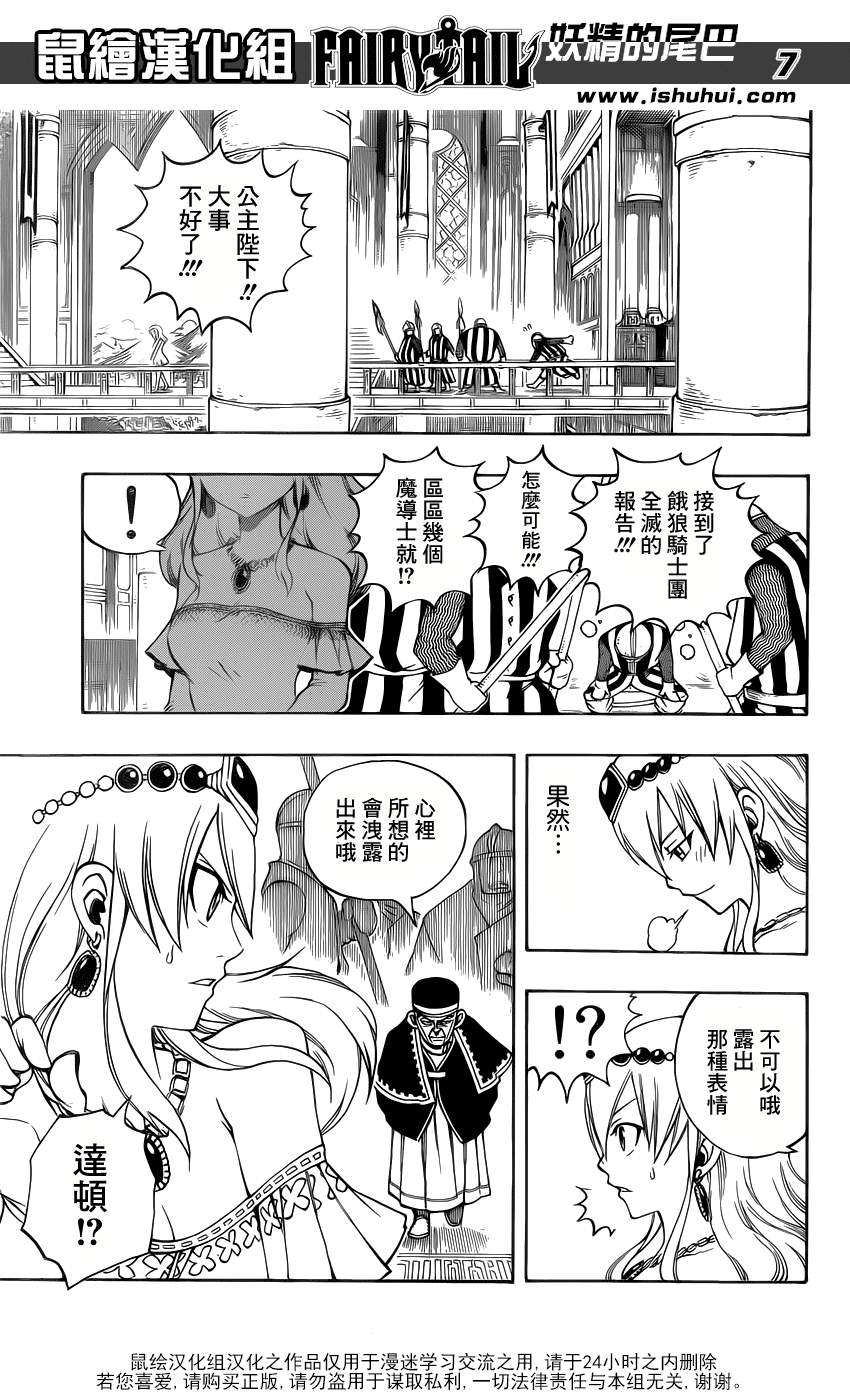 鼠繪漢化組
FAIRY TAIL
妖精的尾巴
7
www.ishuhui.com
公主陛下!!
大事
不好了!!!
接到了
餓狼騎士團
全滅的
報告!!!
怎麼可能!!!
區區幾個
魔導士就!?
!
果然…
不可以哦
露出
那種表情
!?
心裡
所想的
會洩露
出來哦
達頓!?
鼠绘汉化组汉化之作品仅用于漫迷学习交流之用,请于24小时之内删除
若您喜爱,请购买正版,请勿盗用于谋取私利,一切法律责任与本组无关,谢谢。